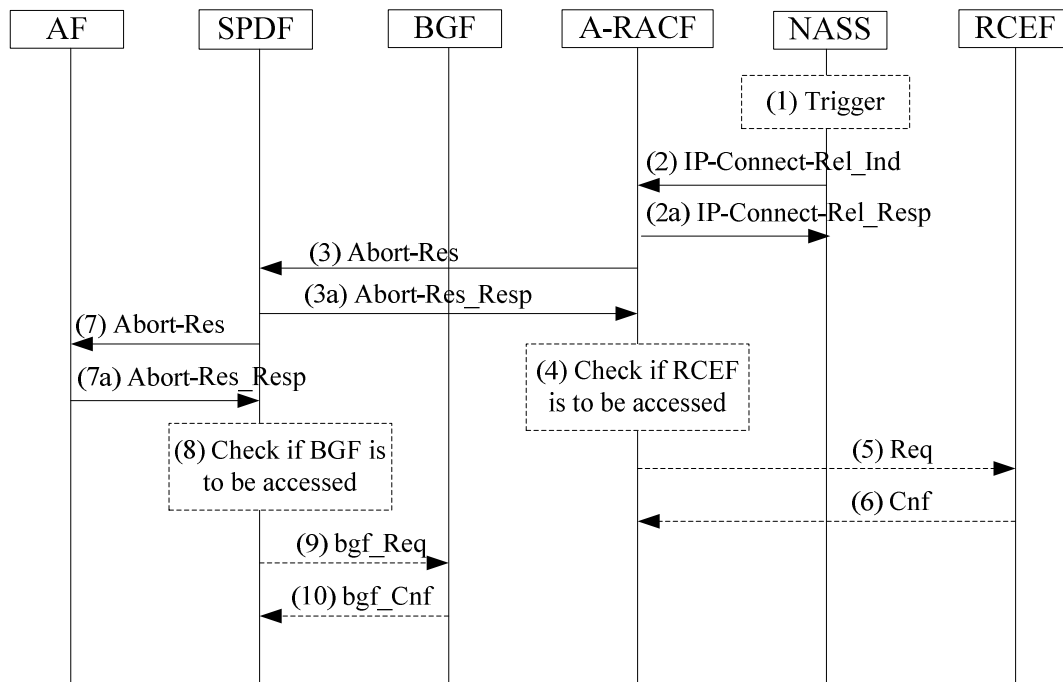 AF
SPDF
BGF
A-RACF
NASS
RCEF
(1) Trigger
(2) IP-Connect-Rel_Ind
(2a) IP-Connect-Rel_Resp
(3) Abort-Res
(3a) Abort-Res_Resp
(7) Abort-Res
(7a) Abort-Res_Resp
(4) Check if RCEF
is to be accessed
(8) Check if BGF is
to be accessed
(5) Req
(6) Cnf
(9) bgf_Req
(10) bgf_Cnf